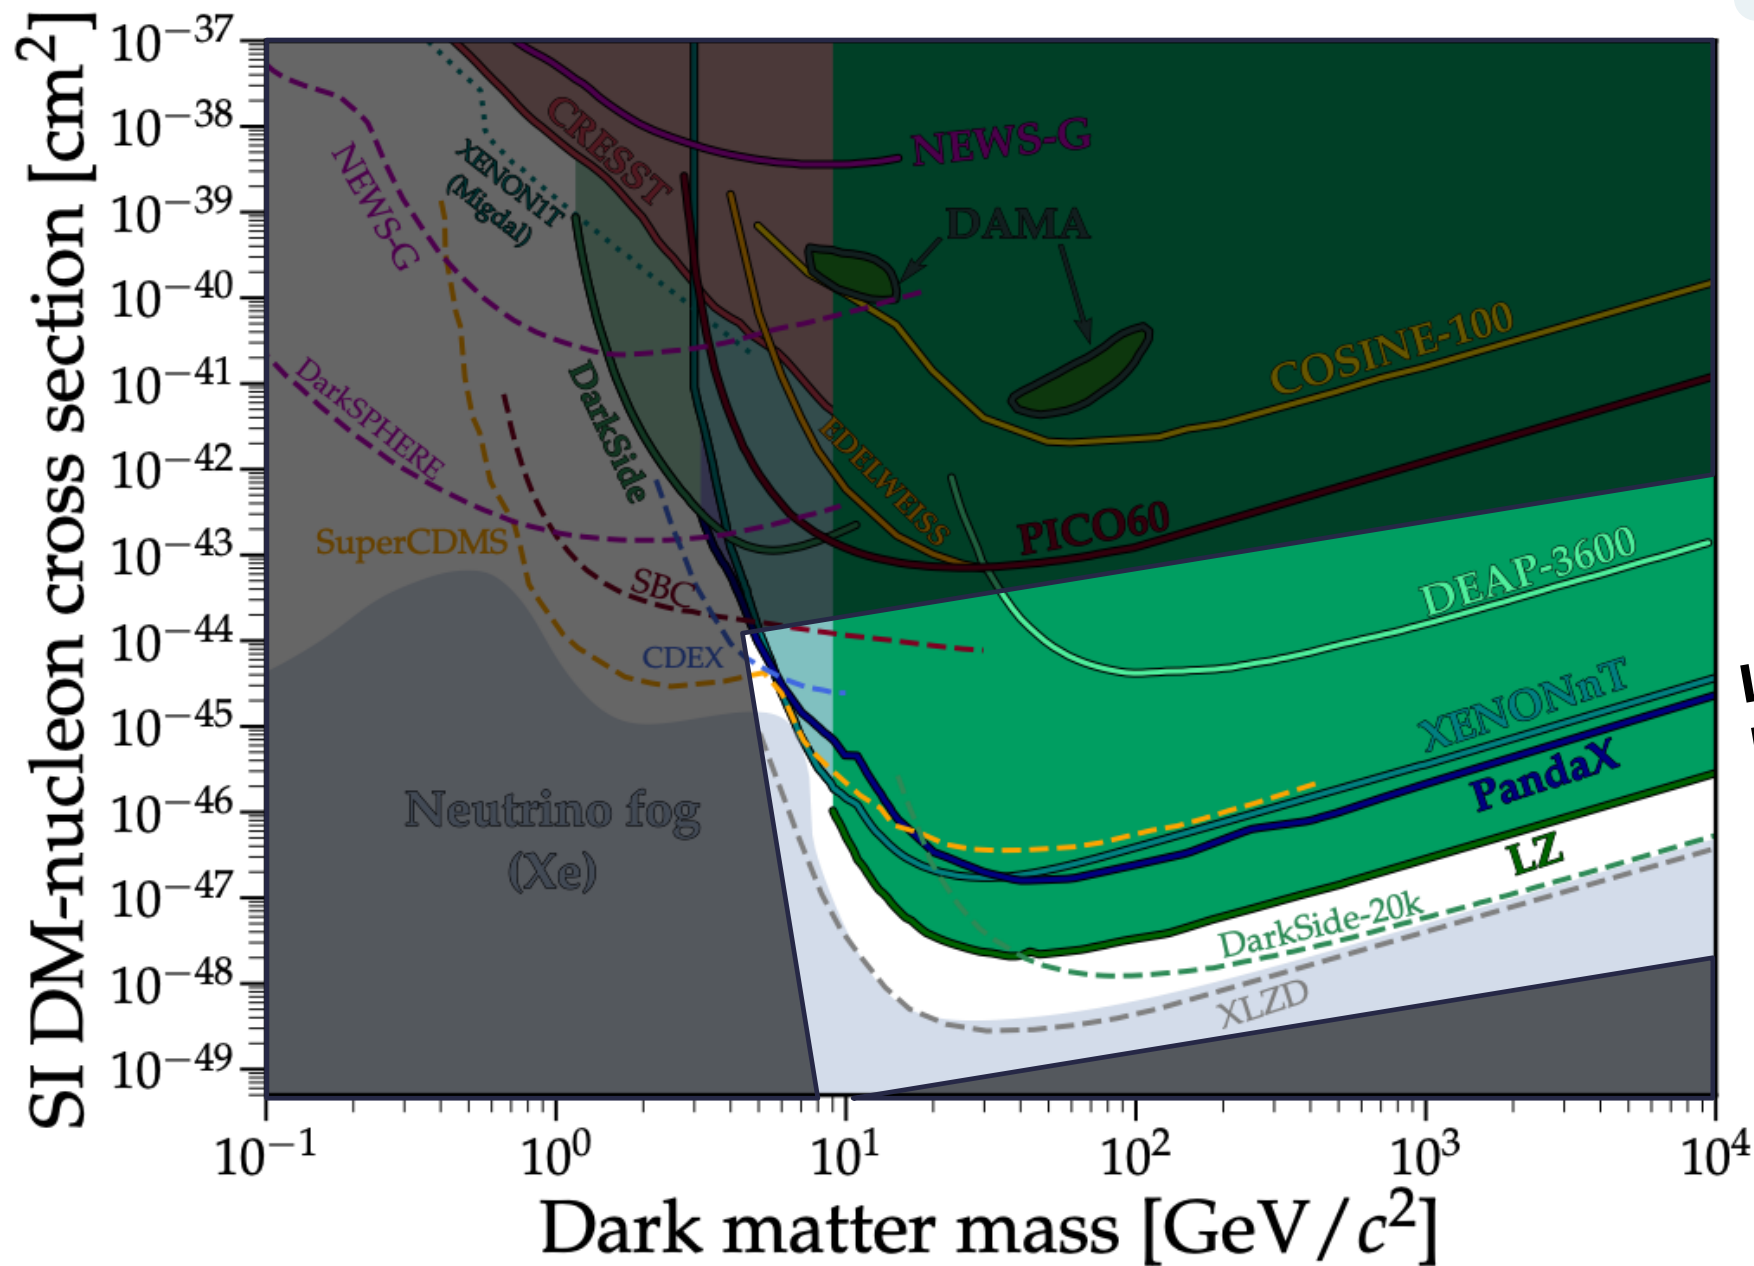 SI DM-nucleon cross section [cm²]
10⁻³⁷
10⁻³⁸
10⁻³⁹
10⁻⁴⁰
10⁻⁴¹
10⁻⁴²
10⁻⁴³
10⁻⁴⁴
10⁻⁴⁵
10⁻⁴⁶
10⁻⁴⁷
10⁻⁴⁸
10⁻⁴⁹
CRESST
NEWS-G
XENON1T
(Migdal)
NEWS-G
DAMA
COSINE-100
DarkSPHERE
DarkSide
EDELWEISS
PICO60
SuperCDMS
SBC
DEAP-3600
CDEX
XENONnT
PandaX
Neutrino fog
(Xe)
LZ
DarkSide-20k
XLZD
10⁻¹
10⁰
10¹
10²
10³
10⁴
Dark matter mass [GeV/c²]